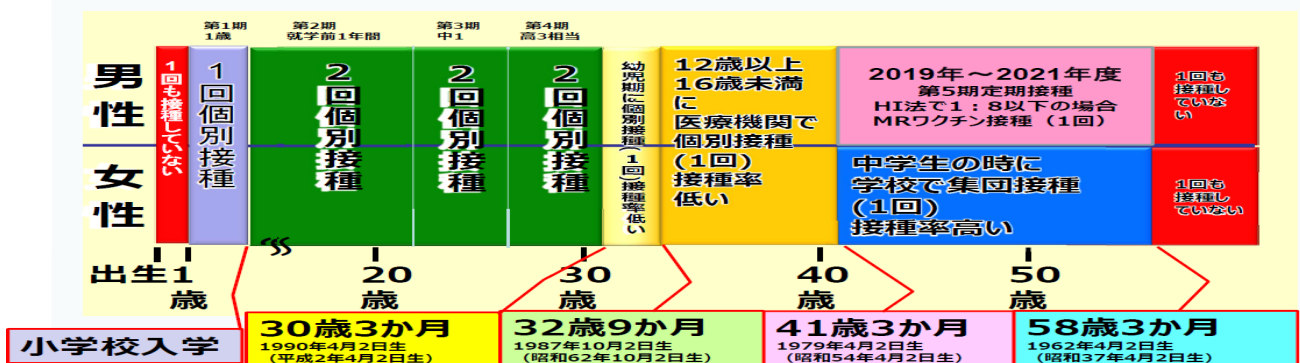 第1期
1歳
第2期
就学前1年間
第3期
中1
第4期
高3相当
男性
女性
1回も接種していない
1回個別接種
2回個別接種
2回個別接種
2回個別接種
幼児期に個別接種(1回)接種率低い
12歳以上
16歳未満
に
医療機関で
個別接種
(1回)
接種率
低い
2019年~2021年度
第5期定期接種
HI法で1:8以下の場合
MRワクチン接種(1回)
中学生の時に
学校で集団接種
(1回)
接種率高い
1回も
接種し
ていな
い
1回も
接種し
ていない
出生
1歳
20歳
30歳
40歳
50歳
小学校入学
30歳3か月
1990年4月2日生
(平成2年4月2日生)
32歳9か月
1987年10月2日生
(昭和62年10月2日生)
41歳3か月
1979年4月2日生
(昭和54年4月2日生)
58歳3か月
1962年4月2日生
(昭和37年4月2日生)